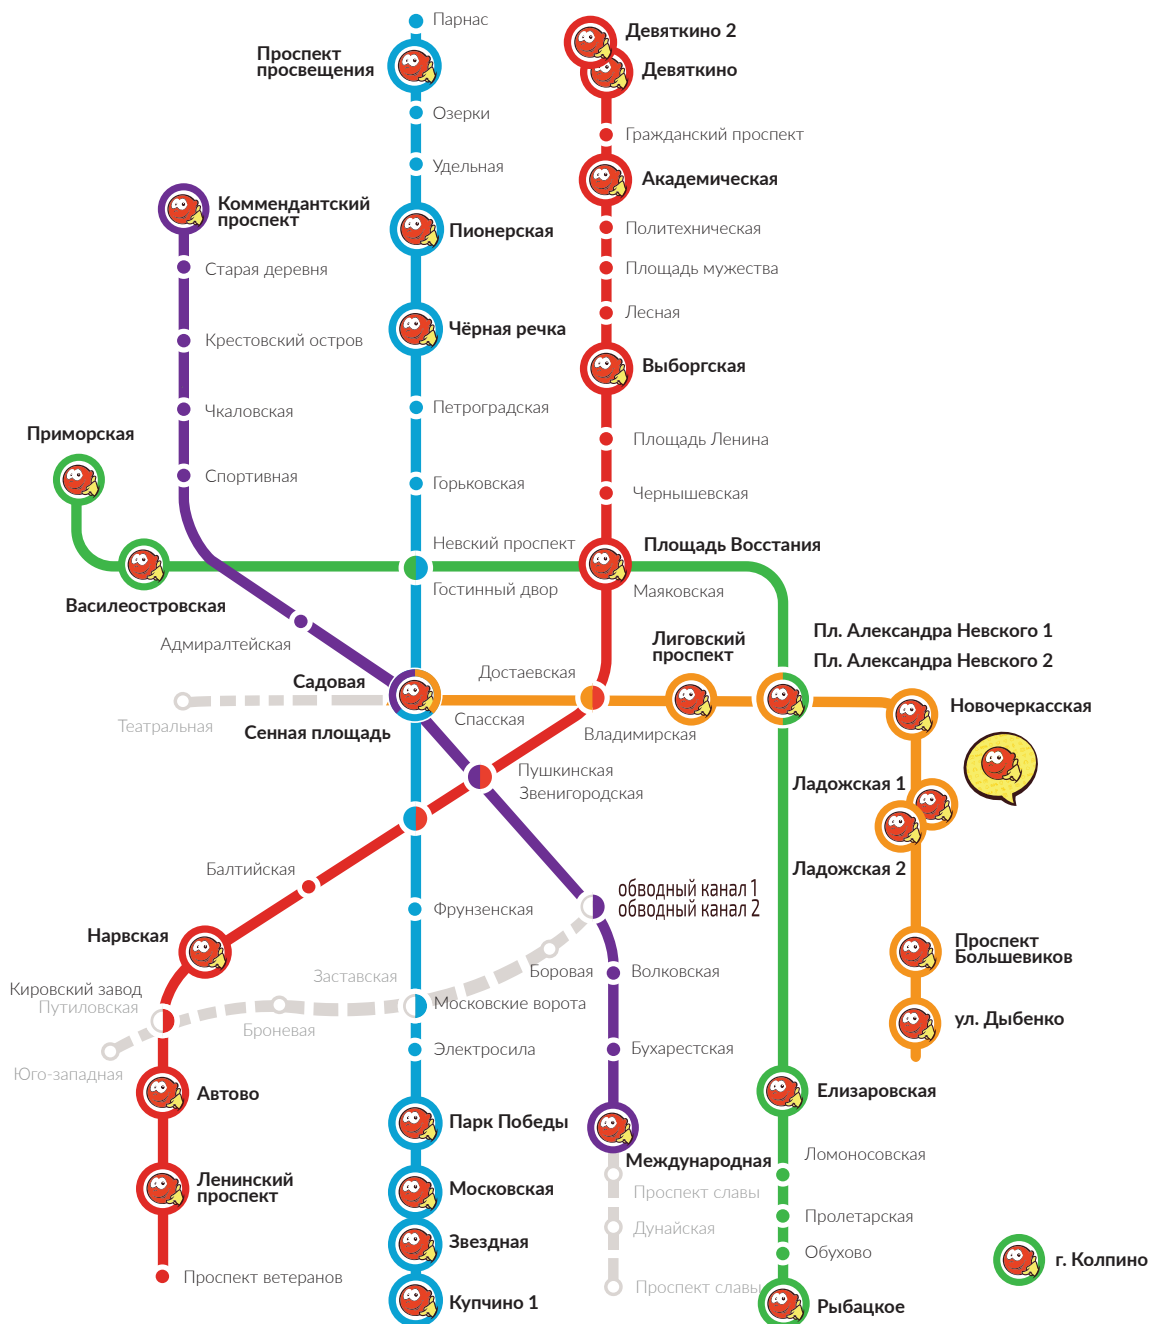 Парнас
Проспект
просвещения
Озерки
Удельная
Пионерская
Чёрная речка
Петроградская
Горьковская
Невский проспект
Гостинный двор
Девяткино 2
Девяткино
Гражданский проспект
Академическая
Политехническая
Площадь мужества
Лесная
Выборгская
Площадь Ленина
Чернышевская
Площадь Восстания
Маяковская
Коммендантский
проспект
Старая деревня
Крестовский остров
Чкаловская
Спортивная
Приморская
Василеостровская
Адмиралтейская
Садовая
Театральная
Сенная площадь
Спасская
Достаевская
Владимирская
Лиговский
проспект
Пл. Александра Невского 1
Пл. Александра Невского 2
Новочеркасская
Ладожская 1
Ладожская 2
Проспект
Большевиков
ул. Дыбенко
Пушкинская
Звенигородская
Балтийская
Нарвская
Кировский завод
Путиловская
Юго-западная
Броневая
Заставская
Боровая
Автово
Ленинский
проспект
Проспект ветеранов
Фрунзенская
Московские ворота
Электросила
Парк Победы
Московская
Звездная
Купчино 1
обводный канал 1
обводный канал 2
Волковская
Бухарестская
Международная
Проспект славы
Дунайская
Проспект славы
Елизаровская
Ломоносовская
Пролетарская
Обухово
Рыбацкое
г. Колпино